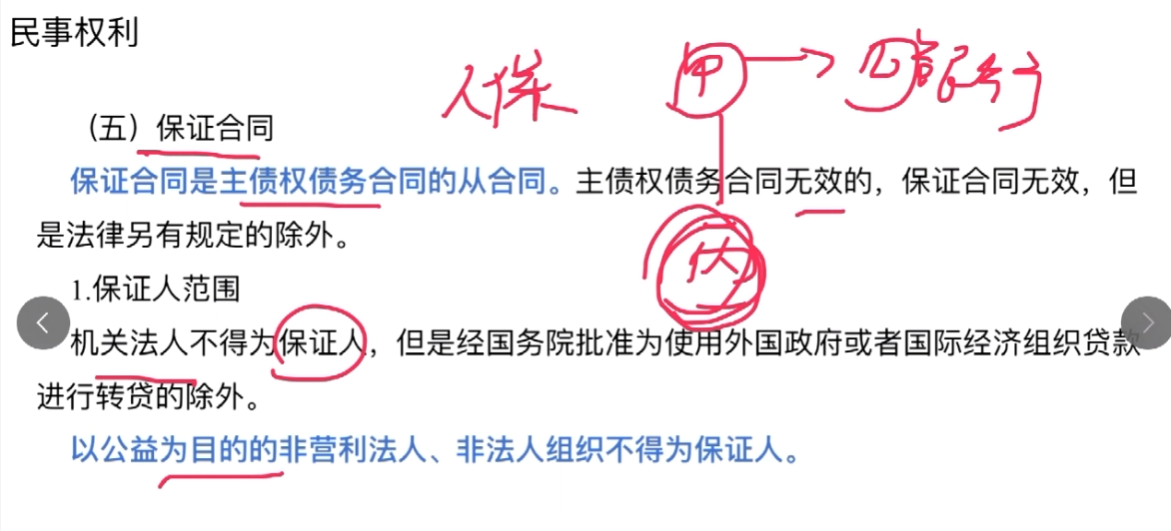 民事权利
人保 甲 银行
(五)保证合同
保证合同是主债权债务合同的从合同。主债权债务合同无效的,保证合同无效,但
是法律另有规定的除外。
伏
1.保证人范围
机关法人不得为保证人,但是经国务院批准为使用外国政府或者国际经济组织贷款
进行转贷的除外。
以公益为目的的非营利法人、非法人组织不得为保证人。